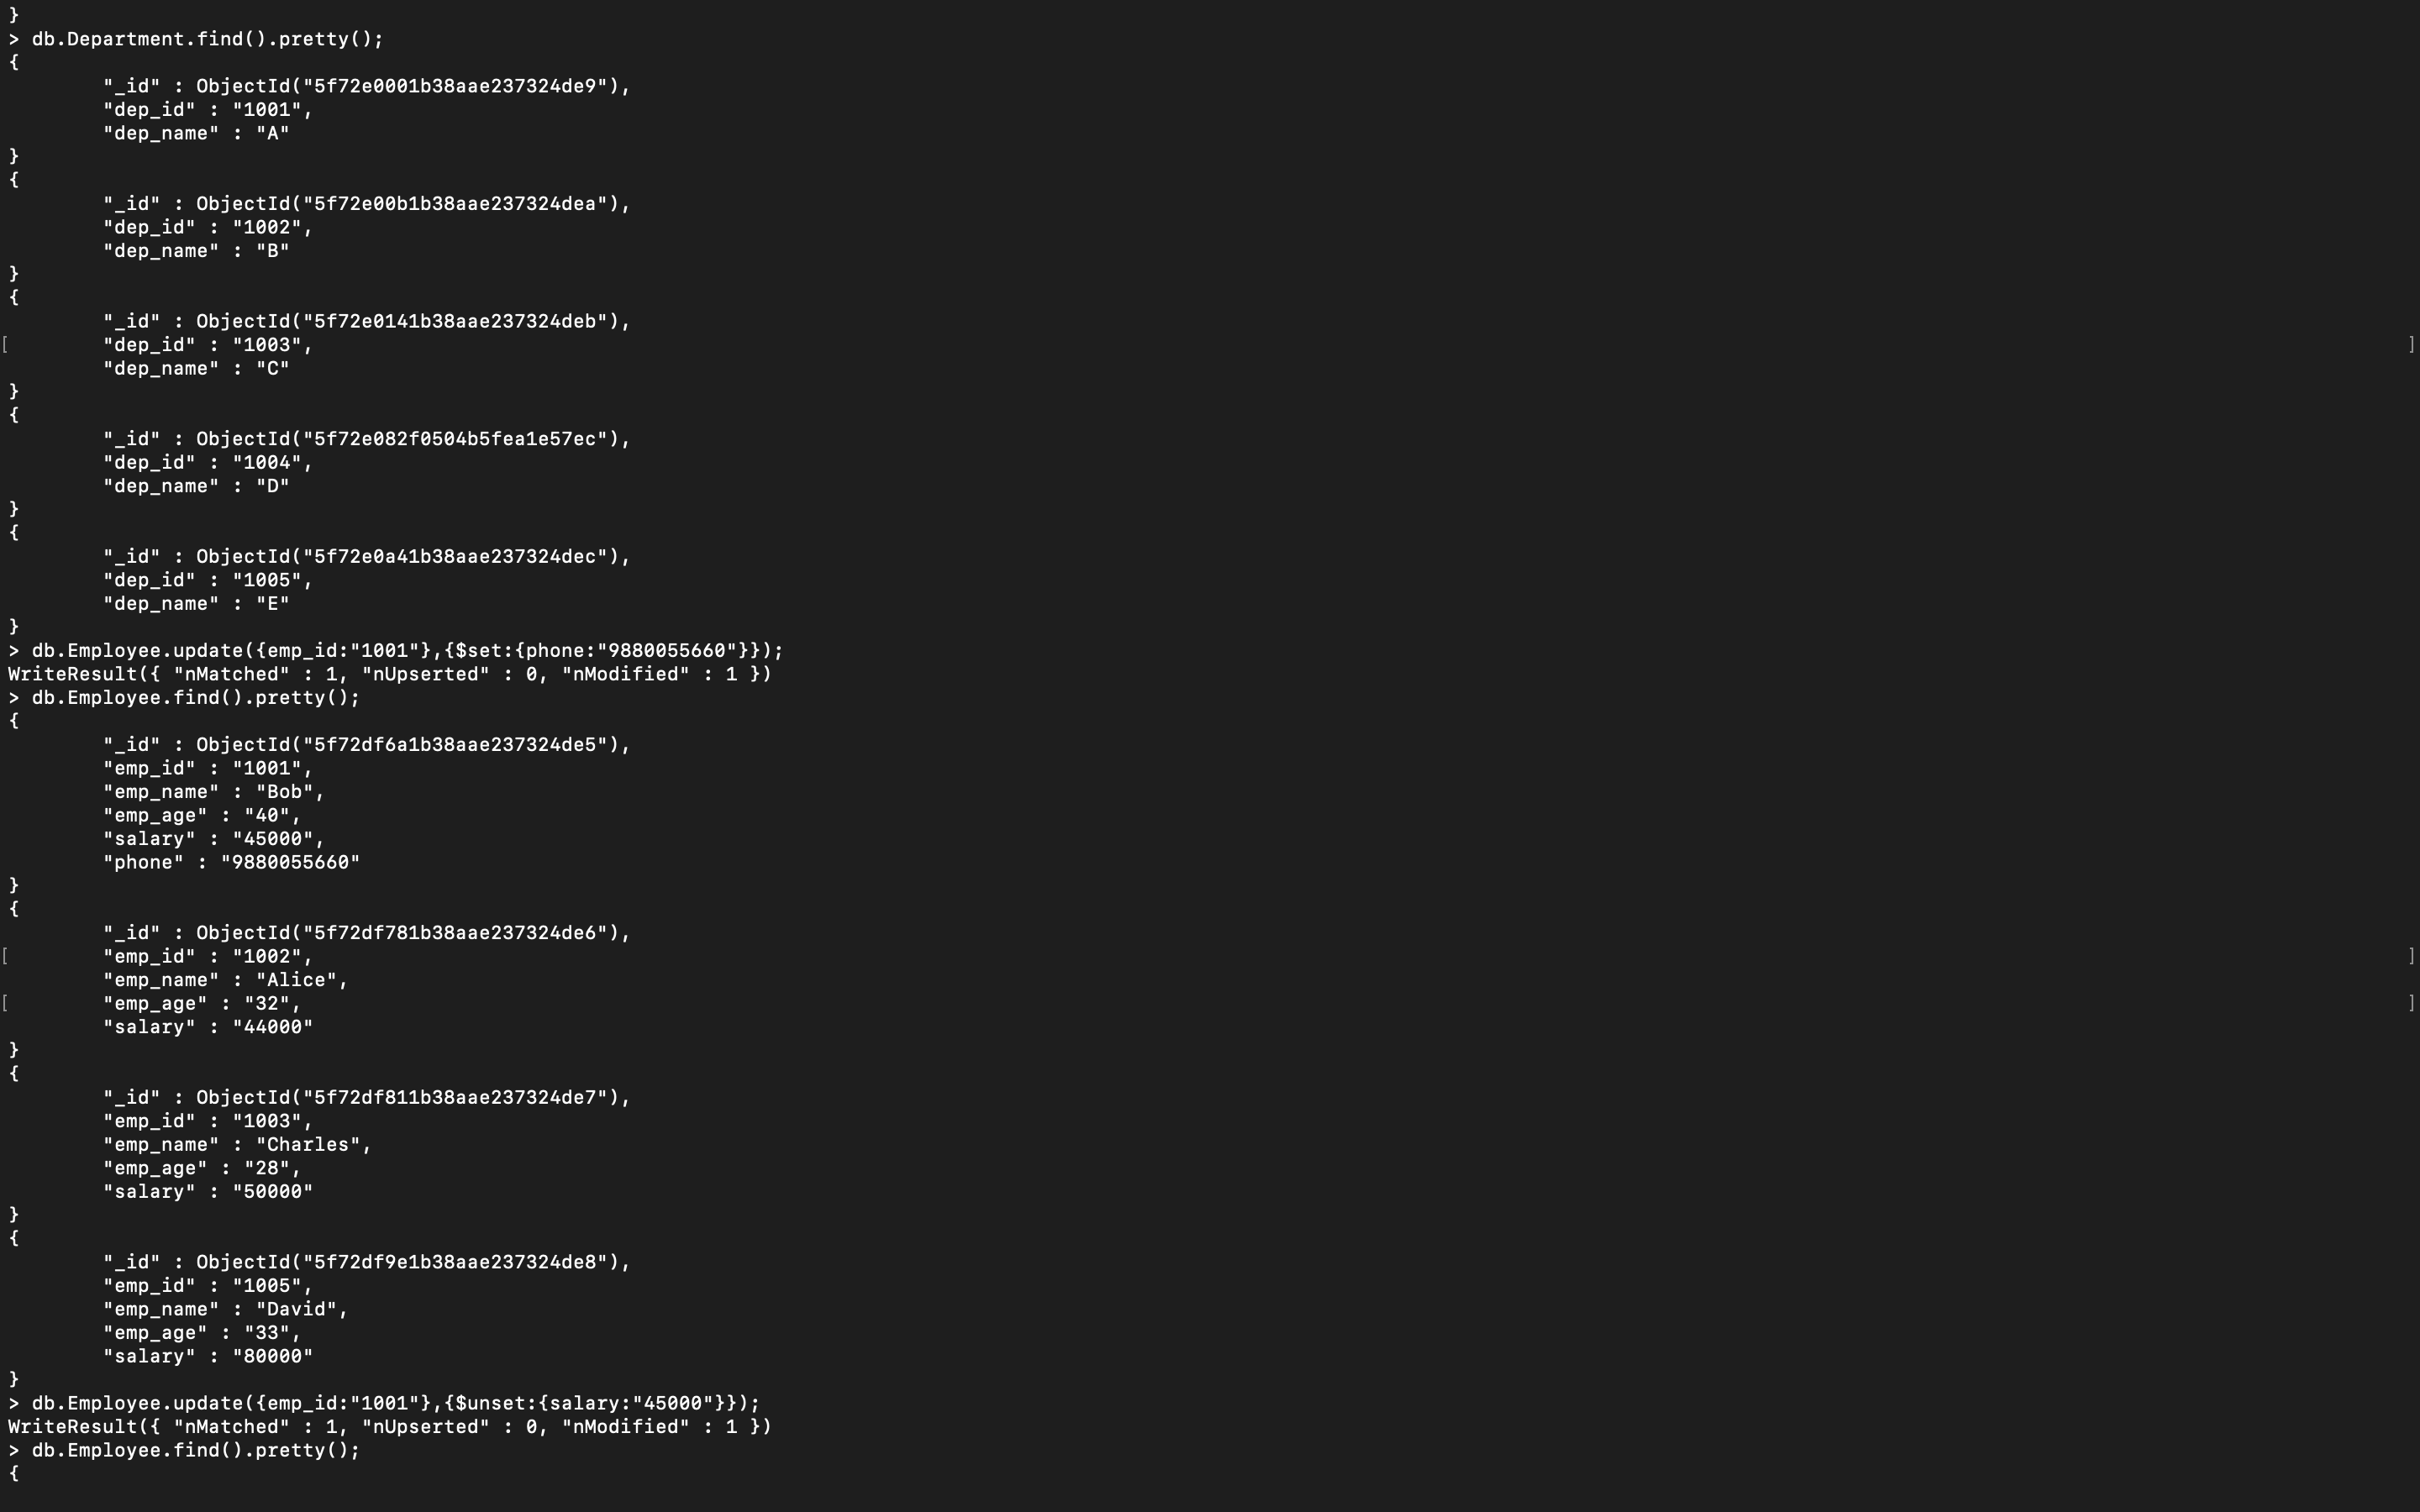 }
> db.Department.find().pretty();
{
        "_id" : ObjectId("5f72e0001b38aae237324de9"),
        "dep_id" : "1001",
        "dep_name" : "A"
}
{
        "_id" : ObjectId("5f72e00b1b38aae237324dea"),
        "dep_id" : "1002",
        "dep_name" : "B"
}
{
        "_id" : ObjectId("5f72e0141b38aae237324deb"),
[        "dep_id" : "1003",        ]
        "dep_name" : "C"
}
{
        "_id" : ObjectId("5f72e082f0504b5fea1e57ec"),
        "dep_id" : "1004",
        "dep_name" : "D"
}
{
        "_id" : ObjectId("5f72e0a41b38aae237324dec"),
        "dep_id" : "1005",
        "dep_name" : "E"
}
> db.Employee.update({emp_id:"1001"},{$set:{phone:"9880055660"}});
WriteResult({ "nMatched" : 1, "nUpserted" : 0, "nModified" : 1 })
> db.Employee.find().pretty();
{
        "_id" : ObjectId("5f72df6a1b38aae237324de5"),
        "emp_id" : "1001",
        "emp_name" : "Bob",
        "emp_age" : "40",
        "salary" : "45000",
        "phone" : "9880055660"
}
{
        "_id" : ObjectId("5f72df781b38aae237324de6"),
[        "emp_id" : "1002",        ]
        "emp_name" : "Alice",
[        "emp_age" : "32",        ]
        "salary" : "44000"
}
{
        "_id" : ObjectId("5f72df811b38aae237324de7"),
        "emp_id" : "1003",
        "emp_name" : "Charles",
        "emp_age" : "28",
        "salary" : "50000"
}
{
        "_id" : ObjectId("5f72df9e1b38aae237324de8"),
        "emp_id" : "1005",
        "emp_name" : "David",
        "emp_age" : "33",
        "salary" : "80000"
}
> db.Employee.update({emp_id:"1001"},{$unset:{salary:"45000"}});
WriteResult({ "nMatched" : 1, "nUpserted" : 0, "nModified" : 1 })
> db.Employee.find().pretty();
{